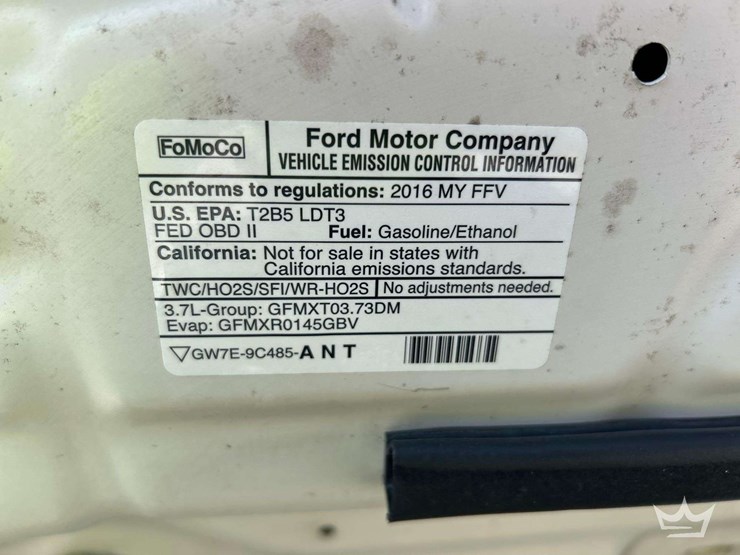 FoMoCo
Ford Motor Company
VEHICLE EMISSION CONTROL INFORMATION
Conforms to regulations: 2016 MY FFV
U.S. EPA: T2B5 LDT3
FED OBD II Fuel: Gasoline/Ethanol
California: Not for sale in states with
California emissions standards.
TWC/HO2S/SFI/WR-HO2S No adjustments needed.
3.7L-Group: GFMXT03.73DM
Evap: GFMXR0145GBV
GW7E-9C485-ANT